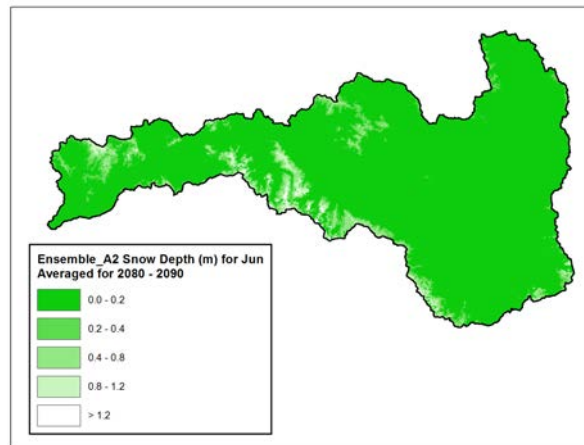 Ensemble_A2 Snow Depth (m) for Jun
Averaged for 2080 - 2090
0.0 - 0.2
0.2 - 0.4
0.4 - 0.8
0.8 - 1.2
> 1.2